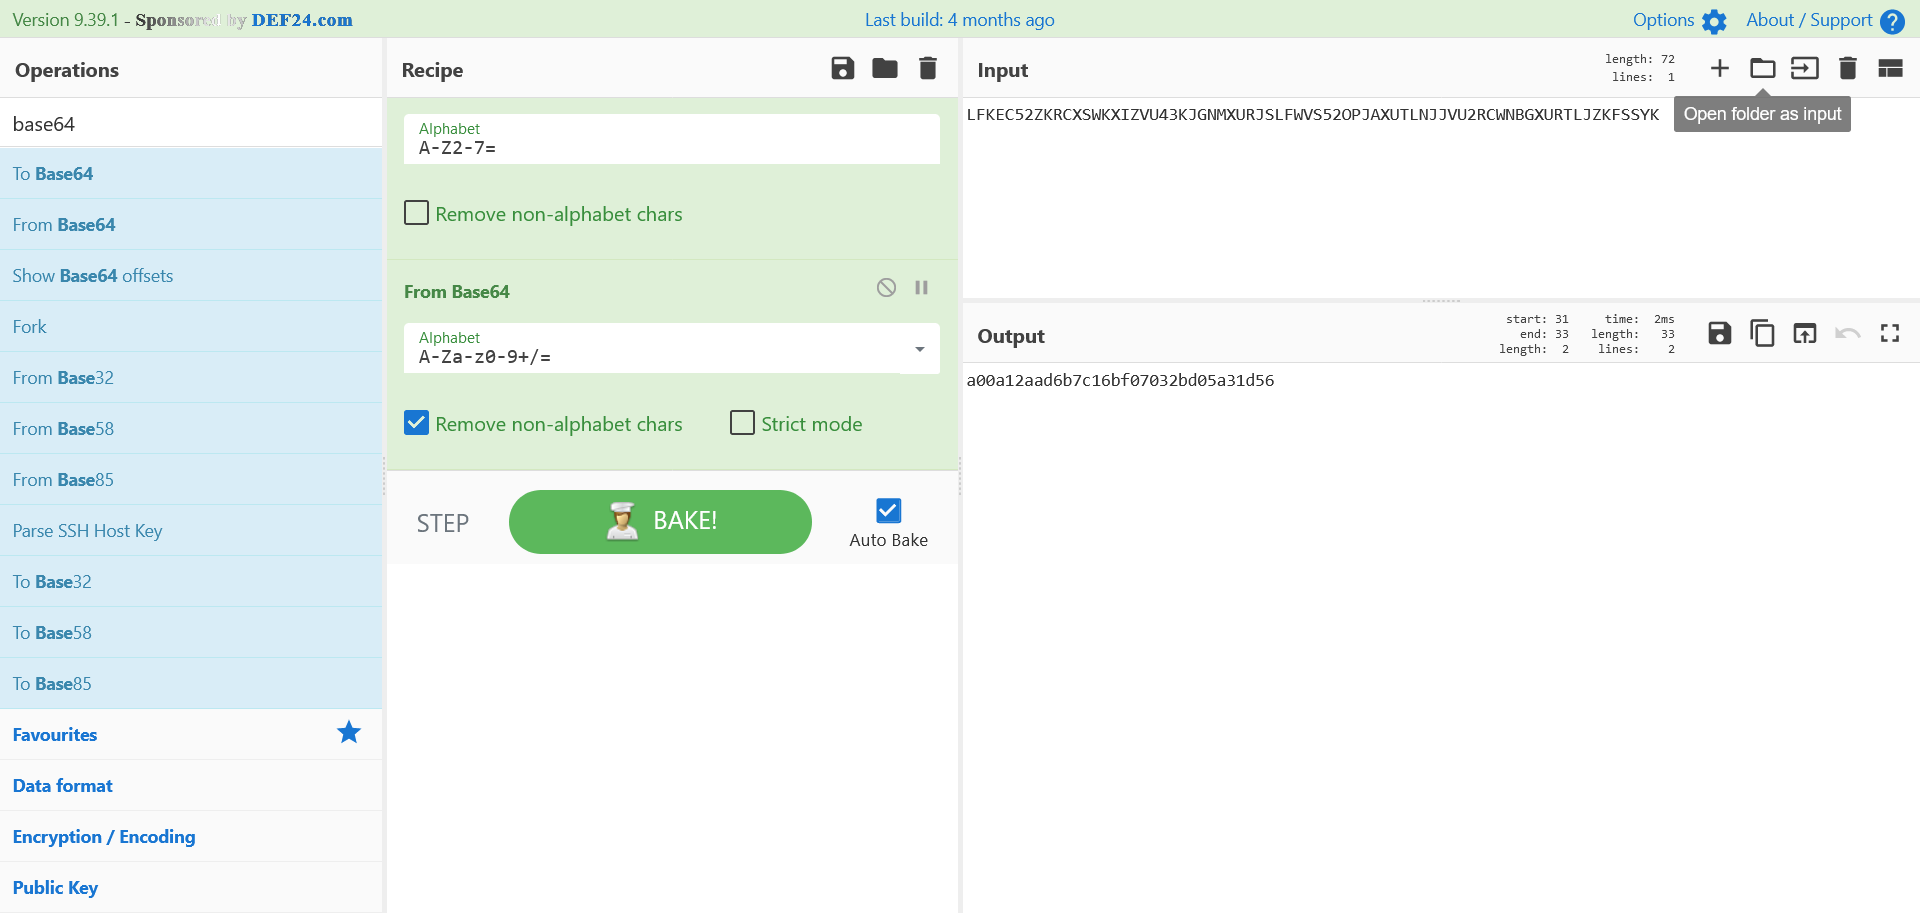 Version 9.39.1 - Sponsored by DEF24.com
Last build: 4 months ago
Options
About / Support
Operations
base64
To Base64
From Base64
Show Base64 offsets
Fork
From Base32
From Base58
From Base85
Parse SSH Host Key
To Base32
To Base58
To Base85
Favourites
Data format
Encryption / Encoding
Public Key
Recipe
Alphabet
A-Z2-7=
Remove non-alphabet chars
From Base64
Alphabet
A-Za-z0-9+/=
Remove non-alphabet chars
Strict mode
STEP
BAKE!
Auto Bake
Input
length: 72
lines: 1
LFKEC52ZKRCXSWKXIZVU43KJGNMXURJSLFWVS52OPJAXUTLNJJVU2RCWNBGXURTLJZKFSSYK
Open folder as input
Output
start: 31 time: 2ms
end: 33 length: 33
length: 2 lines: 2
a00a12aad6b7c16bf07032bd05a31d56